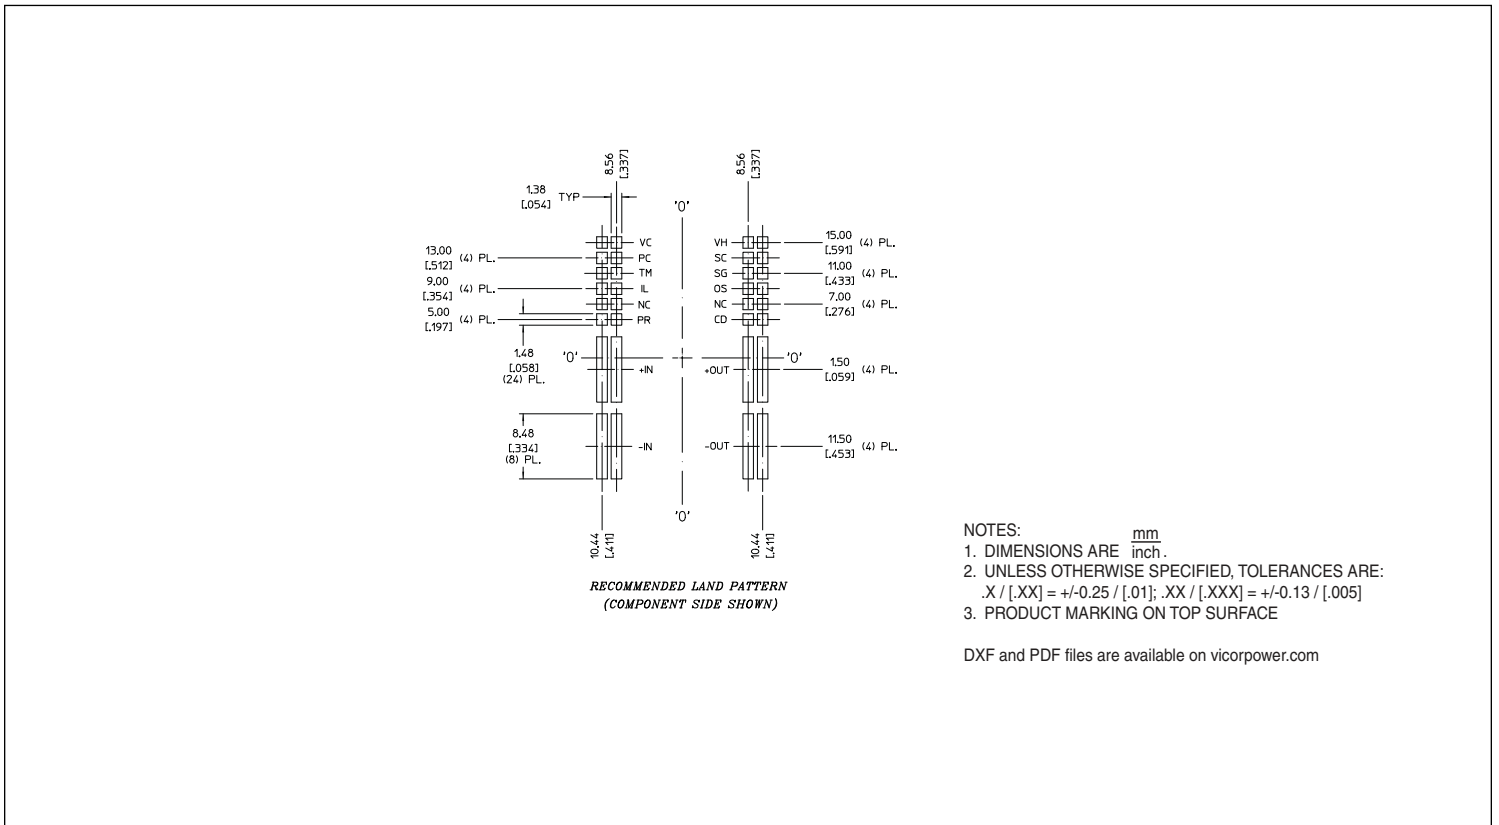 8.56
[.337]
8.56
[.337]
1.38
[.054] TYP
'0'
VC
VH
15.00
[.591] (4) PL.
13.00
[.512] (4) PL.
PC
SC
TM
SG
11.00
[.433] (4) PL.
9.00
[.354] (4) PL.
IL
OS
NC
NC
7.00
[.276] (4) PL.
5.00
[.197] (4) PL.
PR
CD
1.48
[.058]
(24) PL.
'0'
'0'
+IN
+OUT
1.50
[.059] (4) PL.
8.48
[.334]
(8) PL.
-IN
-OUT
11.50
[.453] (4) PL.
'0'
10.44
[.411]
10.44
[.411]
RECOMMENDED LAND PATTERN
(COMPONENT SIDE SHOWN)
NOTES:
1. DIMENSIONS ARE mm
inch .
2. UNLESS OTHERWISE SPECIFIED, TOLERANCES ARE:
.X / [.XX] = +/-0.25 / [.01]; .XX / [.XXX] = +/-0.13 / [.005]
3. PRODUCT MARKING ON TOP SURFACE
DXF and PDF files are available on vicorpower.com